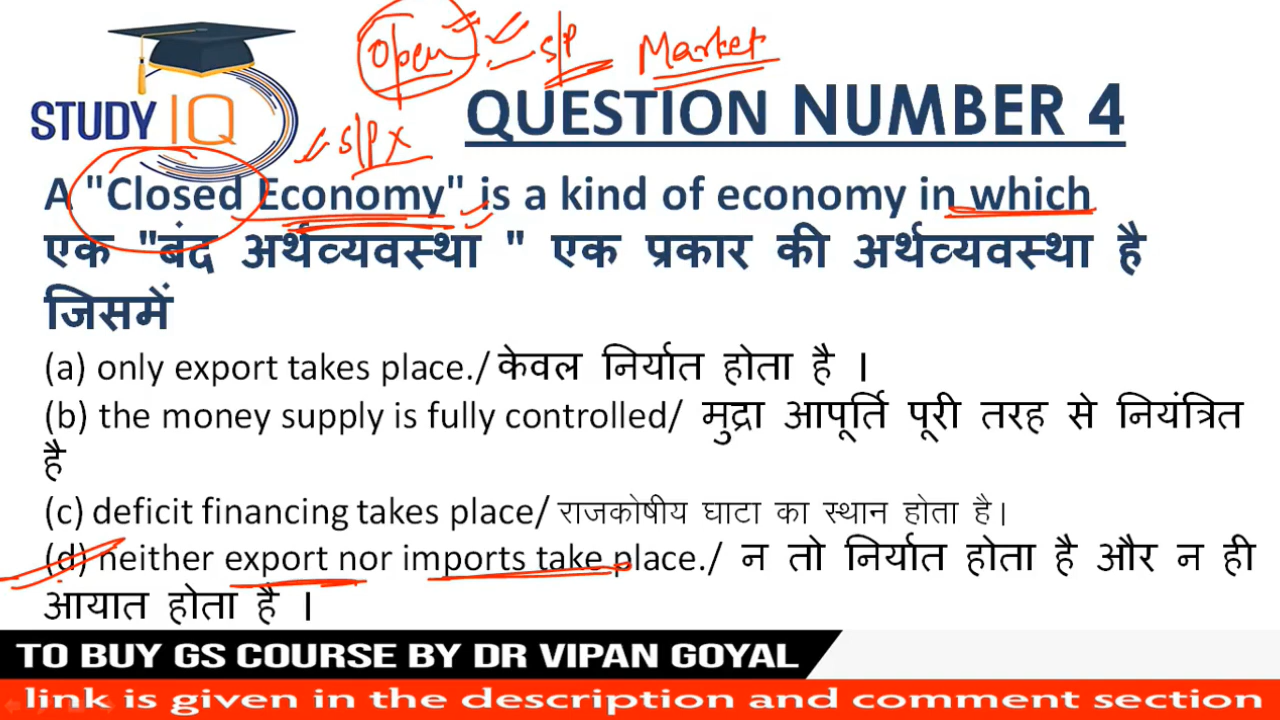 open S/P Market
STUDY IQ
QUESTION NUMBER 4
S/P X
A "Closed Economy" is a kind of economy in which
एक "बंद अर्थव्यवस्था " एक प्रकार की अर्थव्यवस्था है
जिसमें
(a) only export takes place./ केवल निर्यात होता है ।
(b) the money supply is fully controlled/ मुद्रा आपूर्ति पूरी तरह से नियंत्रित
है
(c) deficit financing takes place/ राजकोषीय घाटा का स्थान होता है।
(d) neither export nor imports take place./ न तो निर्यात होता है और न ही
आयात होता है ।
TO BUY GS COURSE BY DR VIPAN GOYAL
link is given in the description and comment section